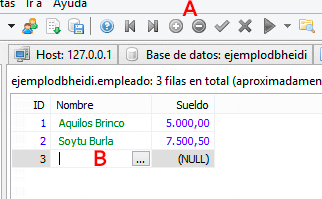 tas Ir a Ayuda
A
Host: 127.0.0.1 Base de datos: ejemplodbheidi
ejemplodbheidi.empleado: 3 filas en total (aproximadamen
ID Nombre Sueldo
1 Aquilos Brinco 5.000,00
2 Soytu Burla 7.500,50
3 ... (NULL)
B